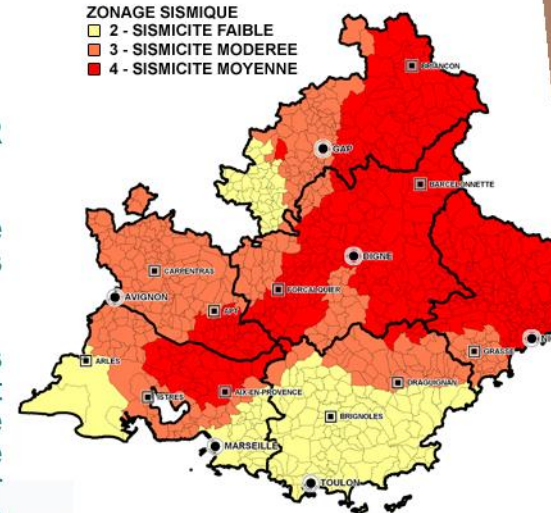 ZONAGE SISMIQUE
2 - SISMICITE FAIBLE
3 - SISMICITE MODEREE
4 - SISMICITE MOYENNE
BRIANCON
GAP
BARCELONNETTE
DIGNE
CARPENTRAS
FORCALQUIER
AVIGNON
APT
GRASSE
ARLES
DRAGUIGNAN
AIX-EN-PROVENCE
ISTRES
BRIGNOLES
MARSEILLE
TOULON